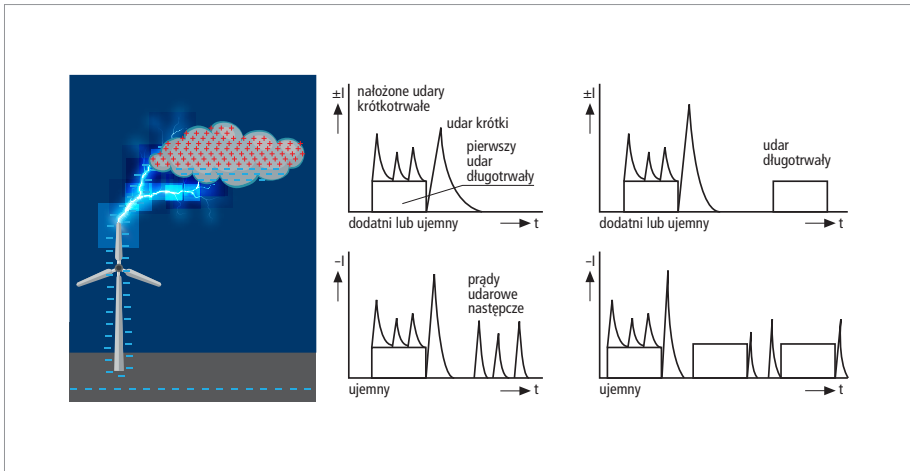 ±I
nałożone udary
krótkotrwałe
udar krótki
pierwszy
udar
długotrwały
dodatni lub ujemny
t
±I
udar
długotrwały
dodatni lub ujemny
t
–I
prądy
udarowe
następcze
ujemny
t
–I
ujemny
t